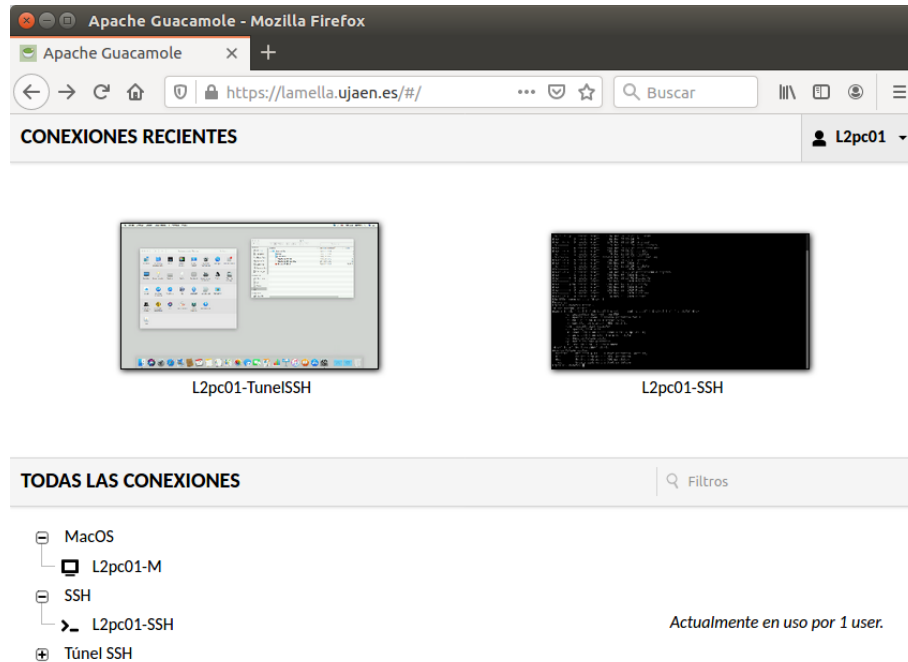 Apache Guacamole - Mozilla Firefox
Apache Guacamole
https://lamella.ujaen.es/#/
Buscar
CONEXIONES RECIENTES
L2pc01
L2pc01-TunelSSH
L2pc01-SSH
TODAS LAS CONEXIONES
Filtros
MacOS
L2pc01-M
SSH
L2pc01-SSH
Actualmente en uso por 1 user.
Túnel SSH